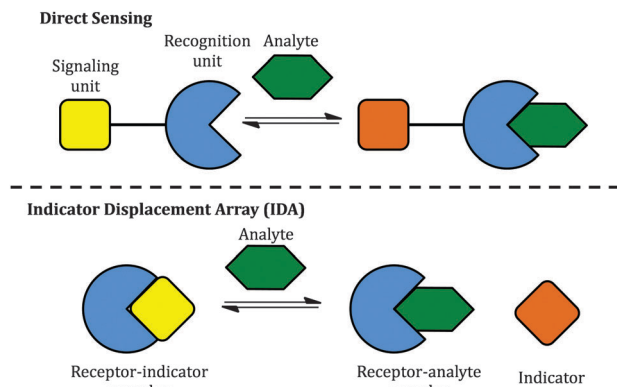 Direct Sensing
Recognition Analyte
unit
Signaling
unit
Indicator Displacement Array (IDA)
Analyte
Receptor-indicator
Receptor-analyte
Indicator